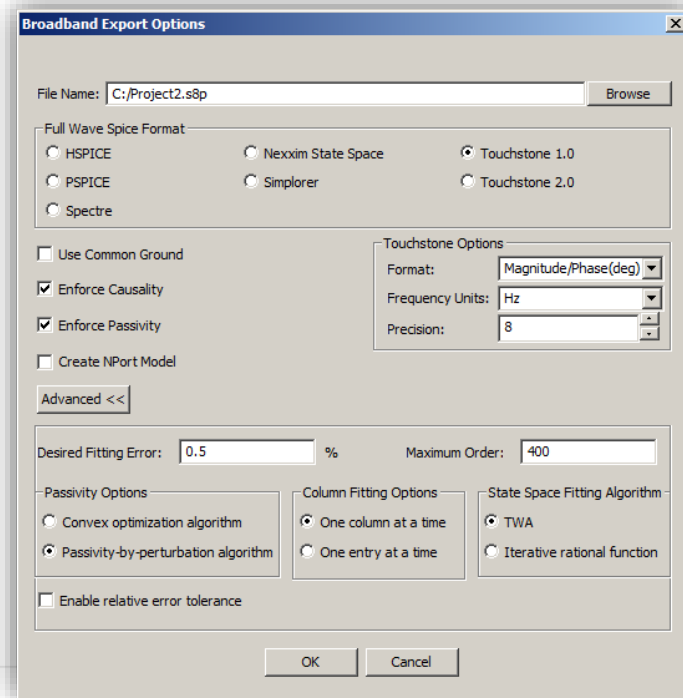 Broadband Export Options
File Name: C:/Project2.s8p Browse
Full Wave Spice Format
HSPICE Nexxim State Space Touchstone 1.0
PSPICE Simplorer Touchstone 2.0
Spectre
Use Common Ground
Touchstone Options
Format: Magnitude/Phase(deg)
Enforce Causality
Frequency Units: Hz
Enforce Passivity
Precision: 8
Create NPort Model
Advanced <<
Desired Fitting Error: 0.5 % Maximum Order: 400
Passivity Options Column Fitting Options State Space Fitting Algorithm
Convex optimization algorithm One column at a time TWA
Passivity-by-perturbation algorithm One entry at a time Iterative rational function
Enable relative error tolerance
OK Cancel